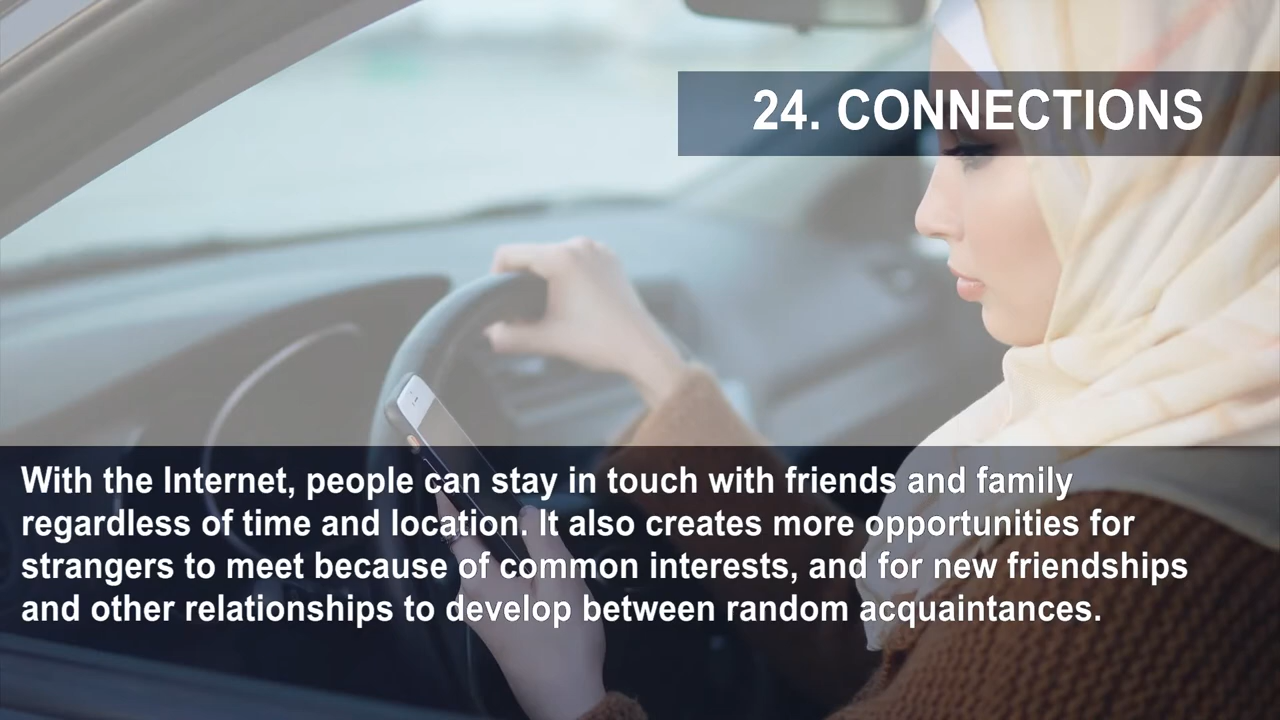 24. CONNECTIONS
With the Internet, people can stay in touch with friends and family
regardless of time and location. It also creates more opportunities for
strangers to meet because of common interests, and for new friendships
and other relationships to develop between random acquaintances.